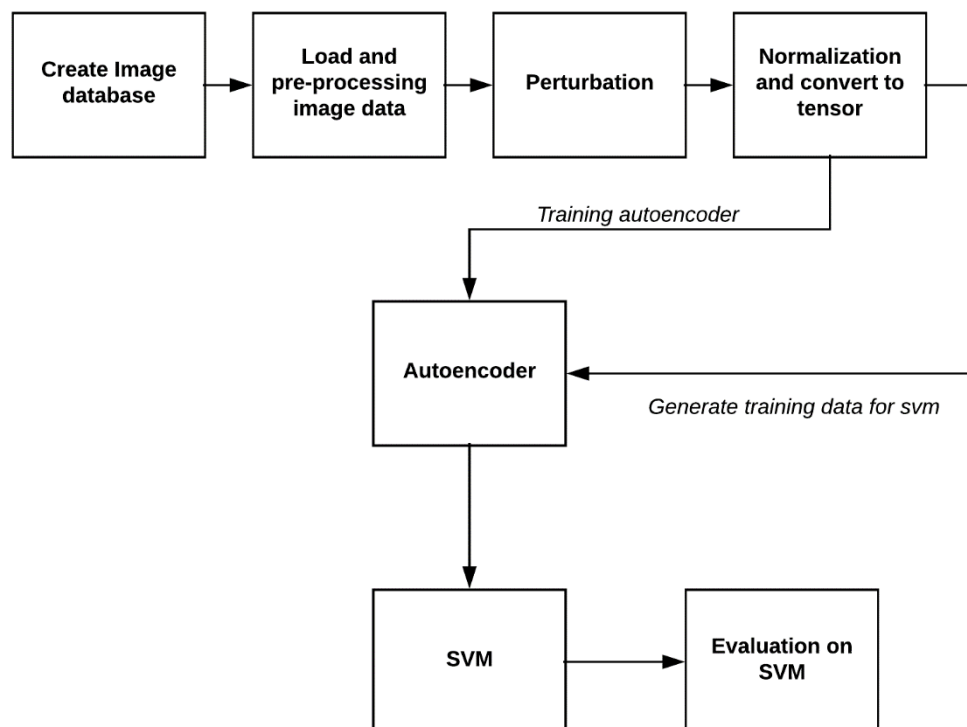 Create Image
database
Load and
pre-processing
image data
Perturbation
Normalization
and convert to
tensor
Training autoencoder
Autoencoder
Generate training data for svm
SVM
Evaluation on
SVM